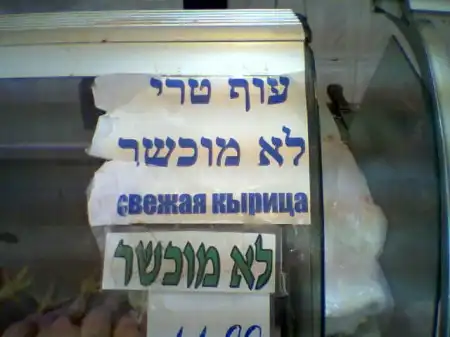 עוף טרי
לא מוכשר
свежая кырица
לא מוכשר